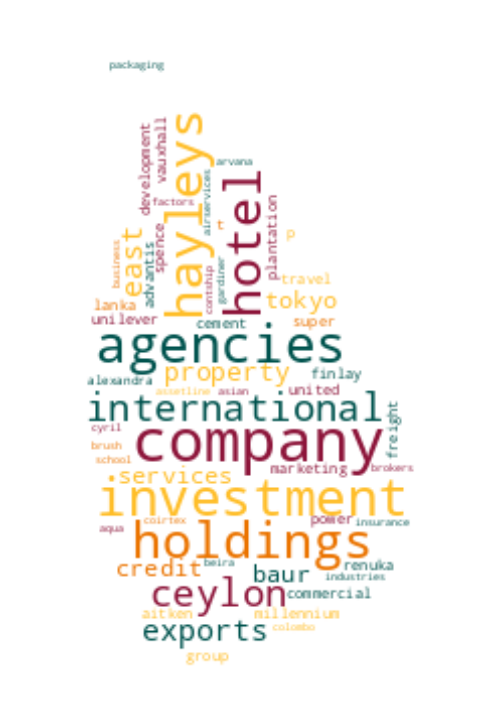 packaging
development
vauxhall
hayleys
arvana
factors
airservices
hotel
plantation
t
p
east
spence
business
advantis
contship
gardiner
travel
lanka
tokyo
unilever
cement
super
agencies
property
finlay
alexandra
assetline
asian
united
international
freight
cyril
company
brush
school
marketing
brokers
services
investment
coirtex
power
insurance
aqua
holdings
credit
beira
baur
renuka
industries
ceylon
commercial
aitken
millennium
exports
colombo
group